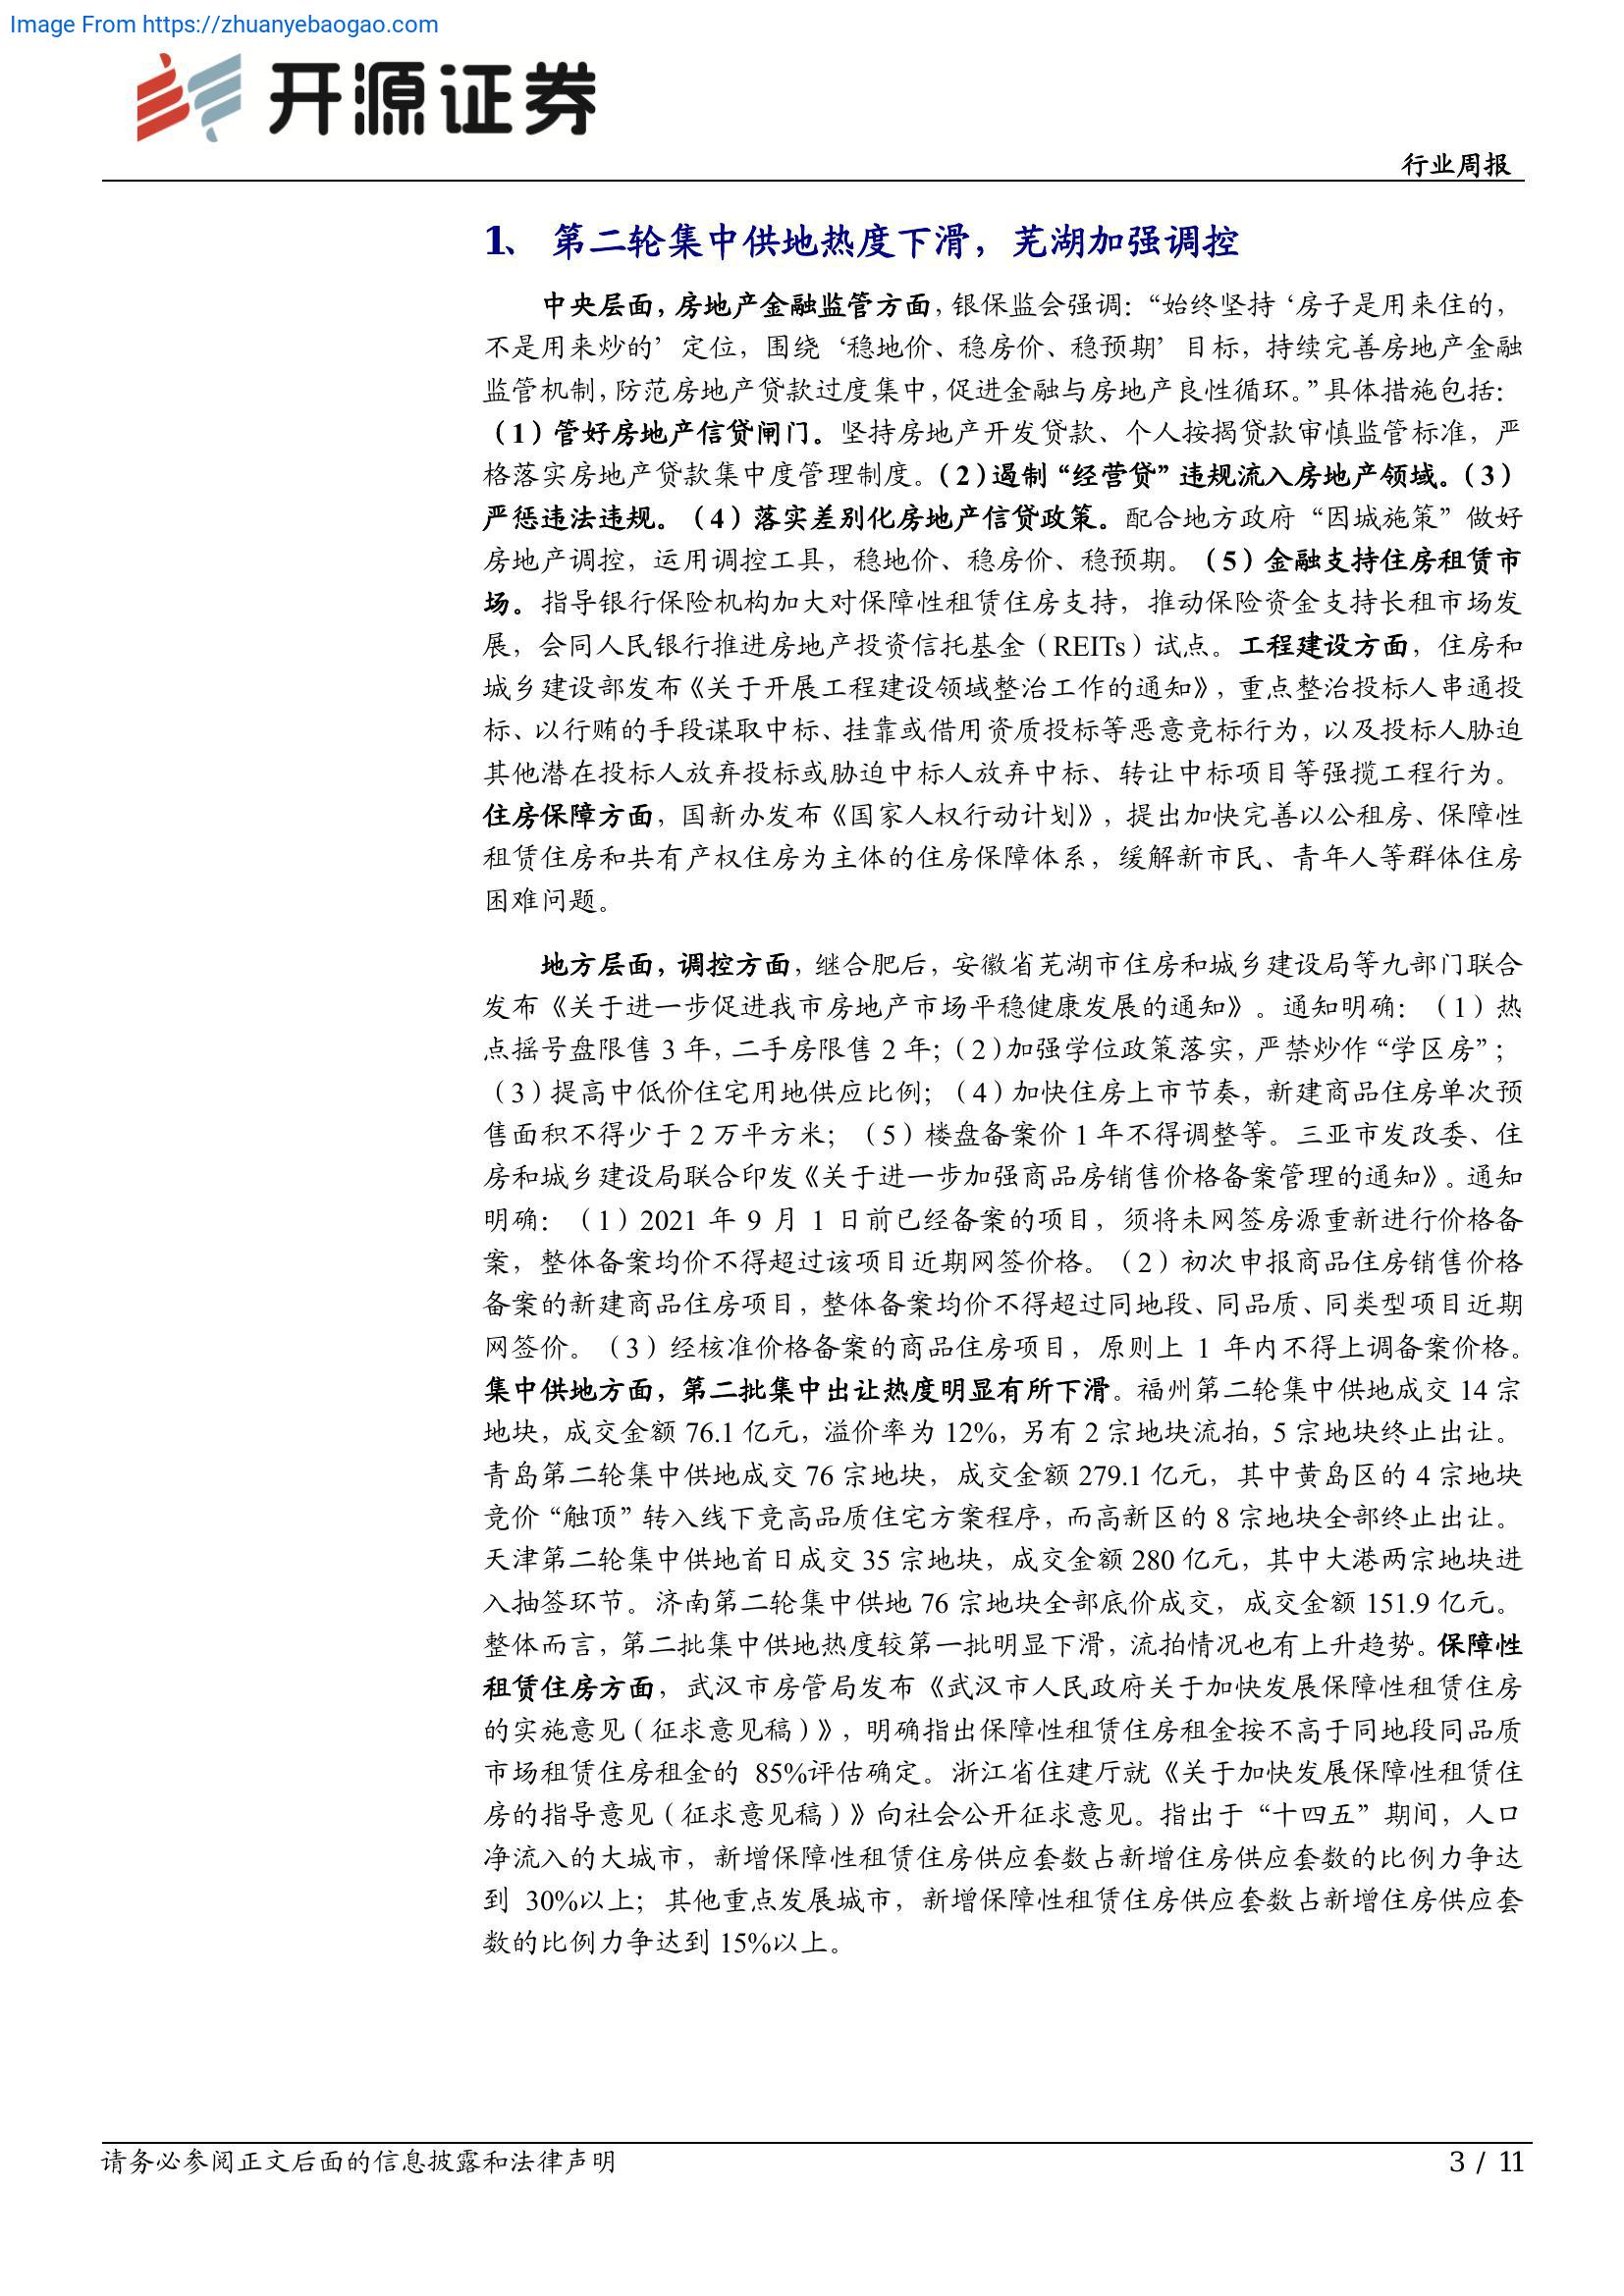 Image From https://zhuanyebaogao.com
开源证券
行业周报
1、 第二轮集中供地热度下滑，芜湖加强调控
中央层面，房地产金融监管方面，银保监会强调：“始终坚持‘房子是用来住的，
不是用来炒的’定位，围绕‘稳地价、稳房价、稳预期’目标，持续完善房地产金融
监管机制，防范房地产贷款过度集中，促进金融与房地产良性循环。”具体措施包括：
（1）管好房地产信贷闸门。坚持房地产开发贷款、个人按揭贷款审慎监管标准，严
格落实房地产贷款集中度管理制度。（2）遏制“经营贷”违规流入房地产领域。（3）
严惩违法违规。（4）落实差别化房地产信贷政策。配合地方政府“因城施策”做好
房地产调控，运用调控工具，稳地价、稳房价、稳预期。（5）金融支持住房租赁市
场。指导银行保险机构加大对保障性租赁住房支持，推动保险资金支持长租市场发
展，会同人民银行推进房地产投资信托基金（REITs）试点。工程建设方面，住房和
城乡建设部发布《关于开展工程建设领域整治工作的通知》，重点整治投标人串通投
标、以行贿的手段谋取中标、挂靠或借用资质投标等恶意竞标行为，以及投标人胁迫
其他潜在投标人放弃投标或胁迫中标人放弃中标、转让中标项目等强揽工程行为。
住房保障方面，国新办发布《国家人权行动计划》，提出加快完善以公租房、保障性
租赁住房和共有产权住房为主体的住房保障体系，缓解新市民、青年人等群体住房
困难问题。
地方层面，调控方面，继合肥后，安徽省芜湖市住房和城乡建设局等九部门联合
发布《关于进一步促进我市房地产市场平稳健康发展的通知》。通知明确：（1）热
点摇号盘限售 3 年，二手房限售 2 年；（2）加强学位政策落实，严禁炒作“学区房”；
（3）提高中低价住宅用地供应比例；（4）加快住房上市节奏，新建商品住房单次预
售面积不得少于 2 万平方米；（5）楼盘备案价 1 年不得调整等。三亚市发改委、住
房和城乡建设局联合印发《关于进一步加强商品房销售价格备案管理的通知》。通知
明确：（1）2021 年 9 月 1 日前已经备案的项目，须将未网签房源重新进行价格备
案，整体备案均价不得超过该项目近期网签价格。（2）初次申报商品住房销售价格
备案的新建商品住房项目，整体备案均价不得超过同地段、同品质、同类型项目近期
网签价。（3）经核准价格备案的商品住房项目，原则上 1 年内不得上调备案价格。
集中供地方面，第二批集中出让热度明显有所下滑。福州第二轮集中供地成交 14 宗
地块，成交金额 76.1 亿元，溢价率为 12%，另有 2 宗地块流拍，5 宗地块终止出让。
青岛第二轮集中供地成交 76 宗地块，成交金额 279.1 亿元，其中黄岛区的 4 宗地块
竞价“触顶”转入线下竞高品质住宅方案程序，而高新区的 8 宗地块全部终止出让。
天津第二轮集中供地首日成交 35 宗地块，成交金额 280 亿元，其中大港两宗地块进
入抽签环节。济南第二轮集中供地 76 宗地块全部底价成交，成交金额 151.9 亿元。
整体而言，第二批集中供地热度较第一批明显下滑，流拍情况也有上升趋势。保障性
租赁住房方面，武汉市房管局发布《武汉市人民政府关于加快发展保障性租赁住房
的实施意见（征求意见稿）》，明确指出保障性租赁住房租金按不高于同地段同品质
市场租赁住房租金的 85%评估确定。浙江省住建厅就《关于加快发展保障性租赁住
房的指导意见（征求意见稿）》向社会公开征求意见。指出于“十四五”期间，人口
净流入的大城市，新增保障性租赁住房供应套数占新增住房供应套数的比例力争达
到 30%以上；其他重点发展城市，新增保障性租赁住房供应套数占新增住房供应套
数的比例力争达到 15%以上。
请务必参阅正文后面的信息披露和法律声明
3 / 11